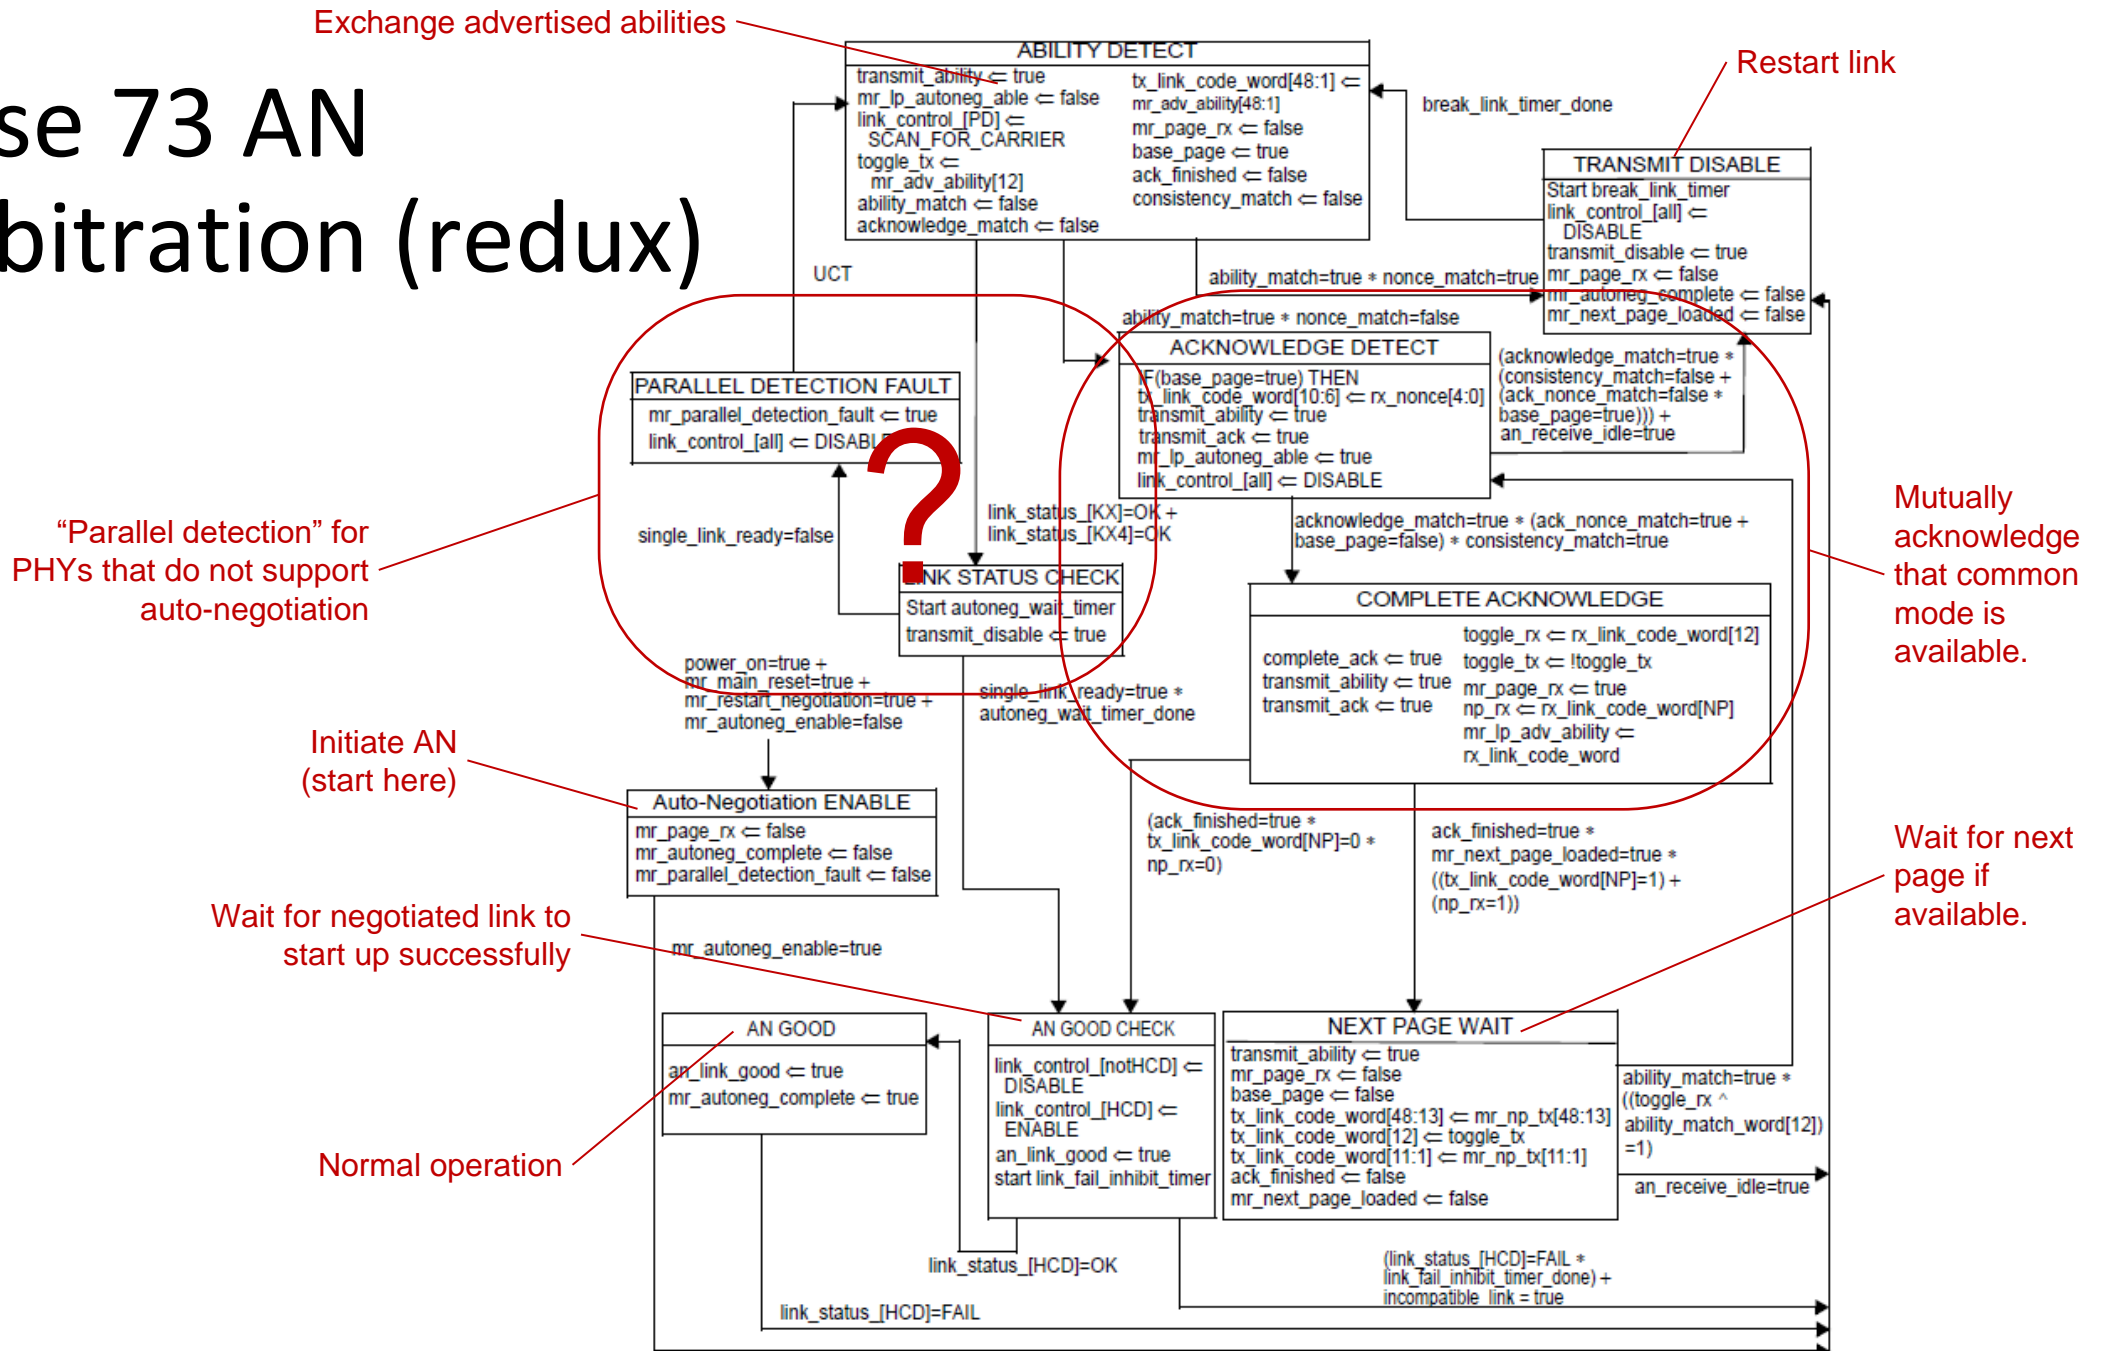 Exchange advertised abilities
se 73 AN
bitration (redux)
ABILITY DETECT
transmit_ability ⇐ true
mr_lp_autoneg_able ⇐ false
link_control_[PD] ⇐
SCAN_FOR_CARRIER
toggle_tx ⇐
mr_adv_ability[12]
ability_match ⇐ false
acknowledge_match ⇐ false
tx_link_code_word[48:1] ⇐
mr_adv_ability[48:1]
mr_page_rx ⇐ false
base_page ⇐ true
ack_finished ⇐ false
consistency_match ⇐ false
break_link_timer_done
Restart link
TRANSMIT DISABLE
Start break_link_timer
link_control_[all] ⇐
DISABLE
transmit_disable ⇐ true
mr_page_rx ⇐ false
mr_autoneg_complete ⇐ false
mr_next_page_loaded ⇐ false
UCT
ability_match=true * nonce_match=true
ability_match=true * nonce_match=false
PARALLEL DETECTION FAULT
mr_parallel_detection_fault ⇐ true
link_control_[all] ⇐ DISABLE
?
ACKNOWLEDGE DETECT
IF(base_page=true) THEN
tx_link_code_word[10:6] ⇐ rx_nonce[4:0]
transmit_ability ⇐ true
transmit_ack ⇐ true
mr_lp_autoneg_able ⇐ true
link_control_[all] ⇐ DISABLE
(acknowledge_match=true *
(consistency_match=false +
(ack_nonce_match=false *
base_page=true))) +
an_receive_idle=true
"Parallel detection" for
PHYs that do not support
auto-negotiation
single_link_ready=false
link_status_[KX]=OK +
link_status_[KX4]=OK
acknowledge_match=true * (ack_nonce_match=true +
base_page=false) * consistency_match=true
Mutually
acknowledge
that common
mode is
available.
LINK STATUS CHECK
Start autoneg_wait_timer
transmit_disable ⇐ true
COMPLETE ACKNOWLEDGE
complete_ack ⇐ true
transmit_ability ⇐ true
transmit_ack ⇐ true
toggle_rx ⇐ rx_link_code_word[12]
toggle_tx ⇐ !toggle_tx
mr_page_rx ⇐ true
np_rx ⇐ rx_link_code_word[NP]
mr_lp_adv_ability ⇐
rx_link_code_word
power_on=true +
mr_main_reset=true +
mr_restart_negotiation=true +
mr_autoneg_enable=false
single_link_ready=true *
autoneg_wait_timer_done
Initiate AN
(start here)
Auto-Negotiation ENABLE
mr_page_rx ⇐ false
mr_autoneg_complete ⇐ false
mr_parallel_detection_fault ⇐ false
(ack_finished=true *
tx_link_code_word[NP]=0 *
np_rx=0)
ack_finished=true *
mr_next_page_loaded=true *
((tx_link_code_word[NP]=1) +
(np_rx=1))
Wait for next
page if
available.
Wait for negotiated link to
start up successfully
mr_autoneg_enable=true
AN GOOD
an_link_good ⇐ true
mr_autoneg_complete ⇐ true
AN GOOD CHECK
link_control_[notHCD] ⇐
DISABLE
link_control_[HCD] ⇐
ENABLE
an_link_good ⇐ true
start link_fail_inhibit_timer
NEXT PAGE WAIT
transmit_ability ⇐ true
mr_page_rx ⇐ false
base_page ⇐ false
tx_link_code_word[48:13] ⇐ mr_np_tx[48:13]
tx_link_code_word[12] ⇐ toggle_tx
tx_link_code_word[11:1] ⇐ mr_np_tx[11:1]
ack_finished ⇐ false
mr_next_page_loaded ⇐ false
ability_match=true *
((toggle_rx ^
ability_match_word[12])
=1)
an_receive_idle=true
Normal operation
link_status_[HCD]=OK
(link_status_[HCD]=FAIL *
link_fail_inhibit_timer_done) +
incompatible_link = true
link_status_[HCD]=FAIL